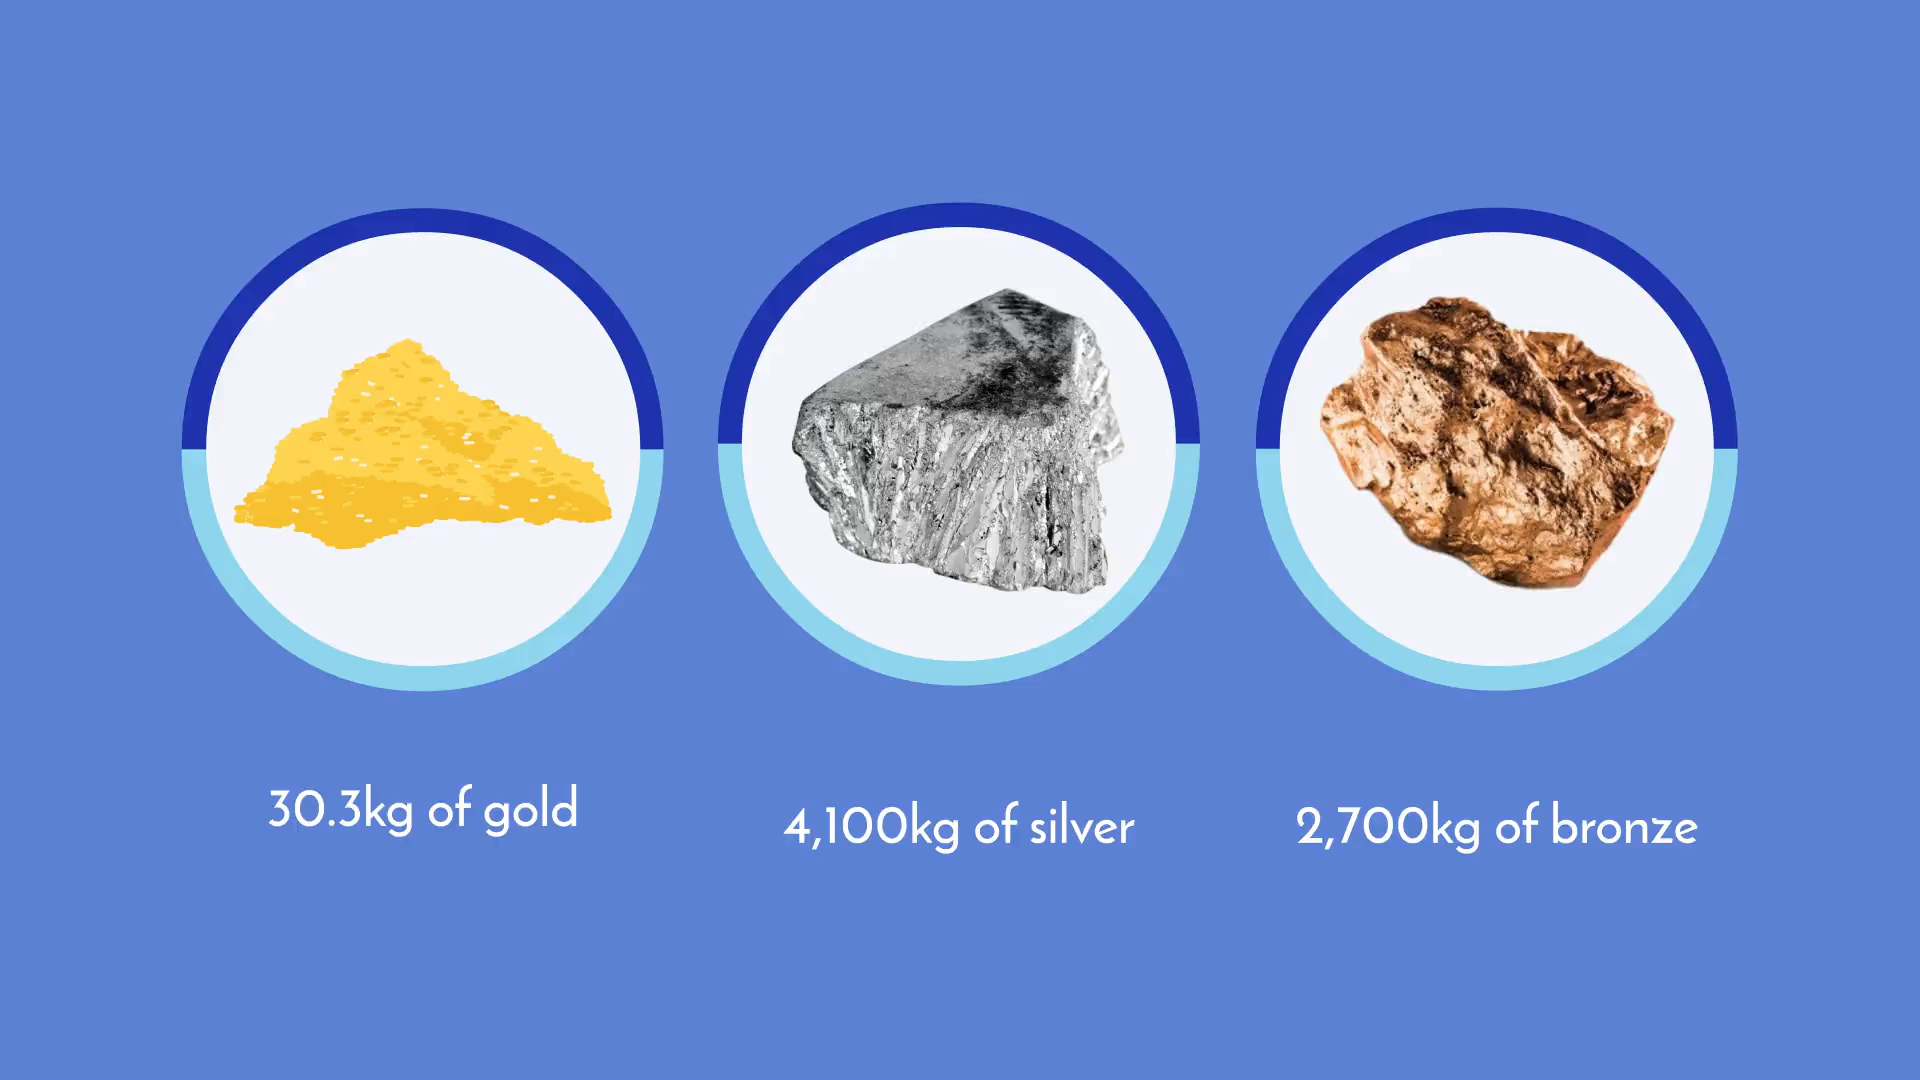 30.3kg of gold
4,100kg of silver
2,700kg of bronze